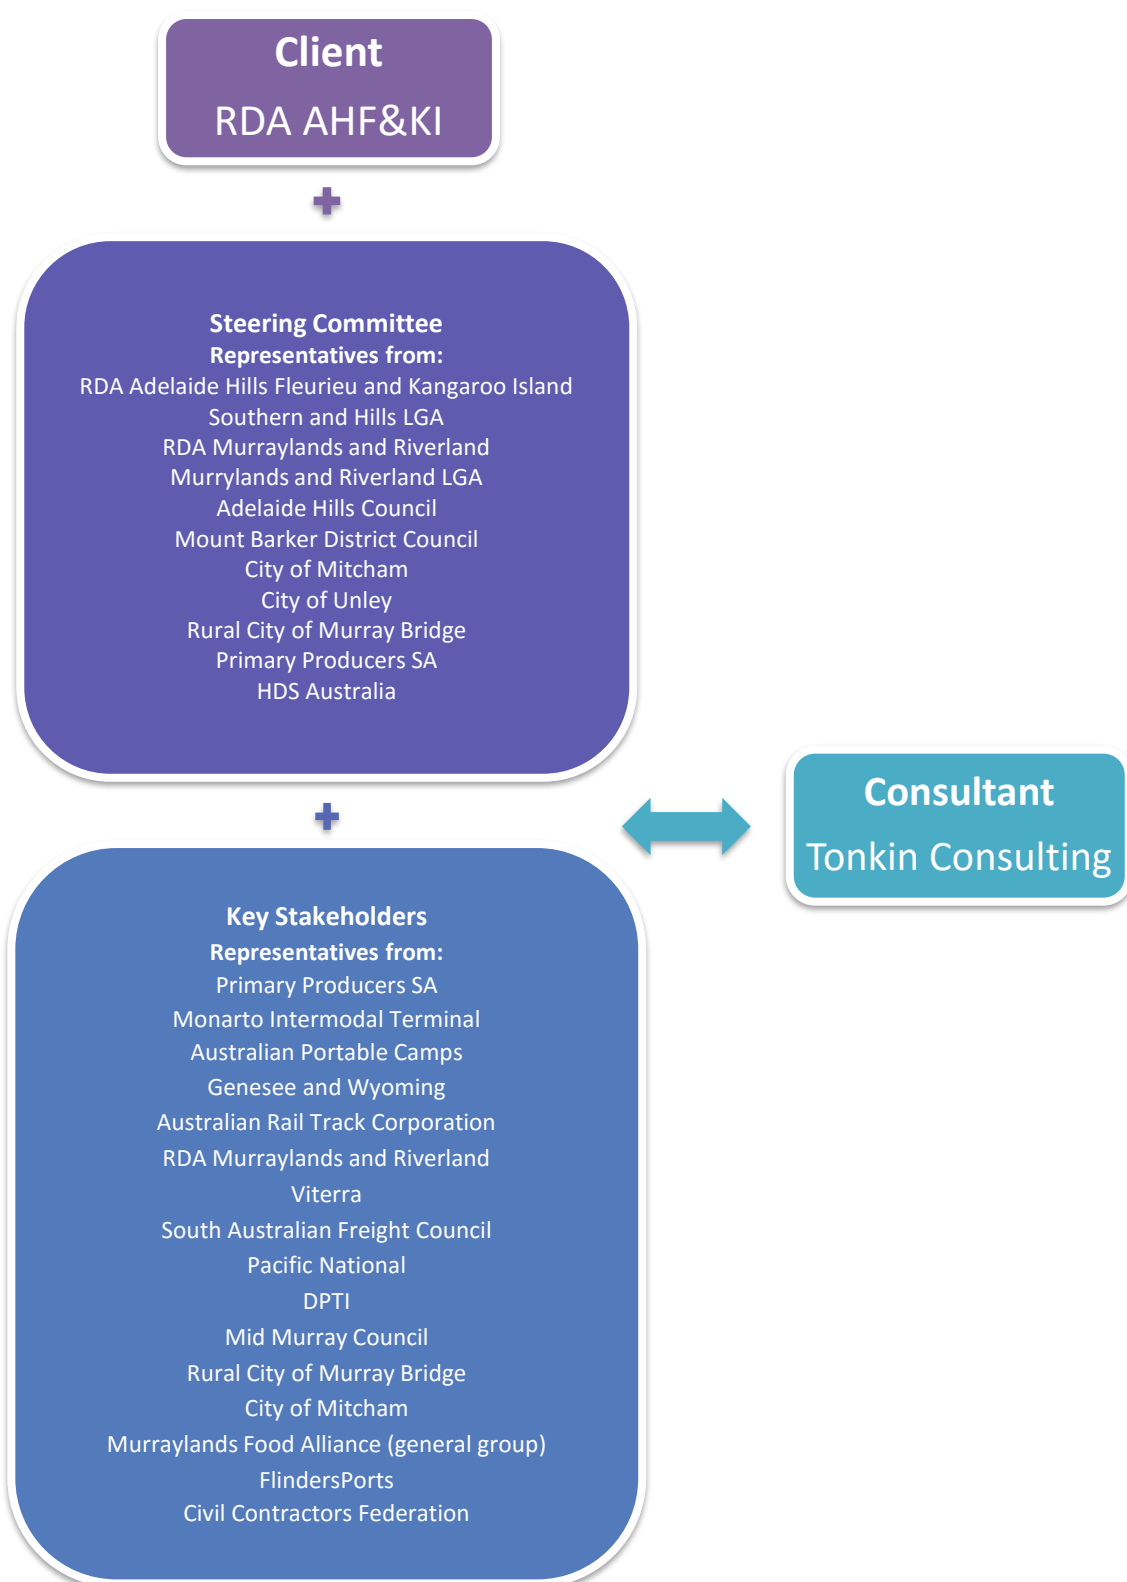 Client
RDA AHF&KI
Steering Committee
Representatives from:
RDA Adelaide Hills Fleurieu and Kangaroo Island
Southern and Hills LGA
RDA Murraylands and Riverland
Murrylands and Riverland LGA
Adelaide Hills Council
Mount Barker District Council
City of Mitcham
City of Unley
Rural City of Murray Bridge
Primary Producers SA
HDS Australia
Consultant
Tonkin Consulting
Key Stakeholders
Representatives from:
Primary Producers SA
Monarto Intermodal Terminal
Australian Portable Camps
Genesee and Wyoming
Australian Rail Track Corporation
RDA Murraylands and Riverland
Viterra
South Australian Freight Council
Pacific National
DPTI
Mid Murray Council
Rural City of Murray Bridge
City of Mitcham
Murraylands Food Alliance (general group)
FlindersPorts
Civil Contractors Federation